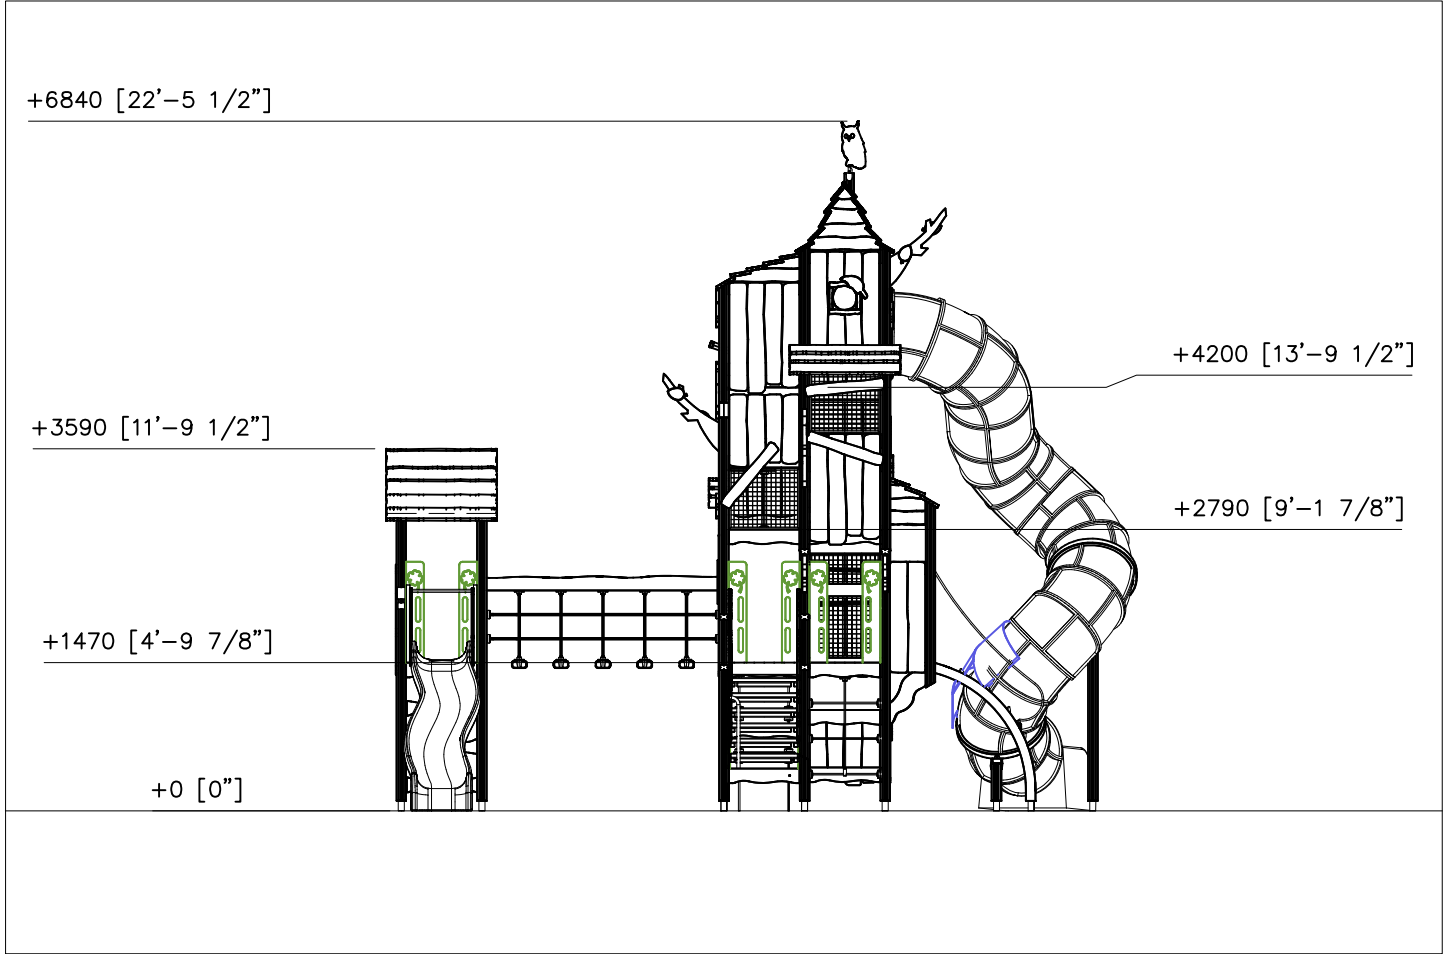 +6840 [22’−5 1/2”]
+4200 [13’−9 1/2”]
+3590 [11’−9 1/2”]
+2790 [9’−1 7/8”]
+1470 [4’−9 7/8”]
+0 [0”]